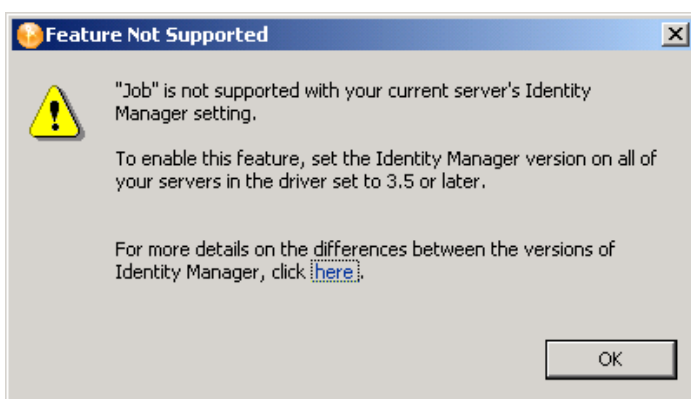 Feature Not Supported
"Job" is not supported with your current server's Identity
Manager setting.
To enable this feature, set the Identity Manager version on all of
your servers in the driver set to 3.5 or later.
For more details on the differences between the versions of
Identity Manager, click here.
OK